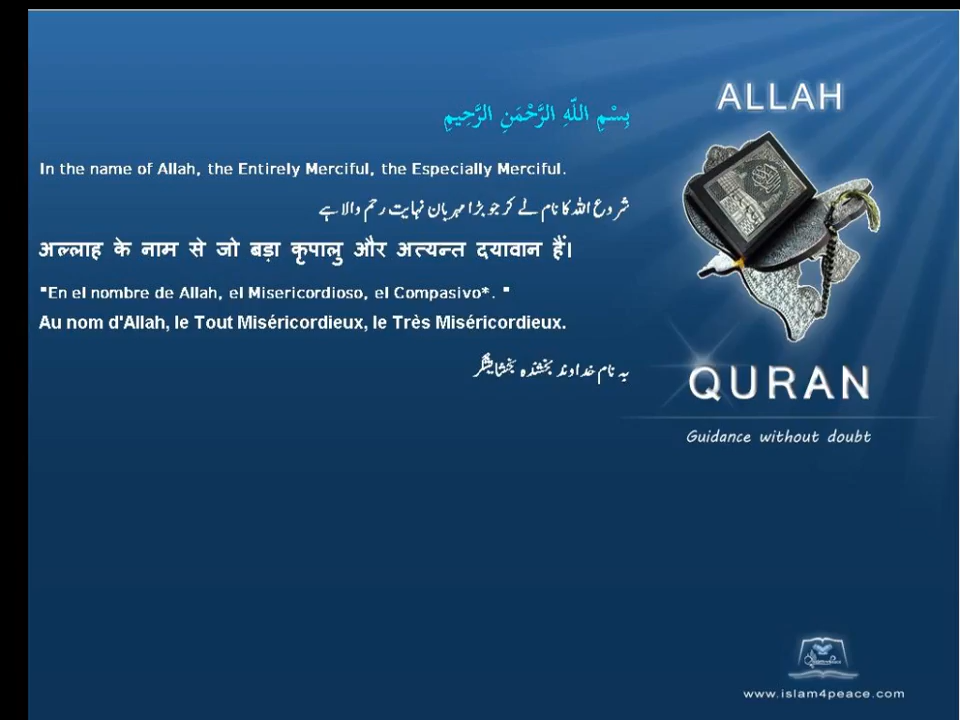 بِسْمِ اللَّهِ الرَّحْمَنِ الرَّحِيمِ
In the name of Allah, the Entirely Merciful, the Especially Merciful.
شروع الله کا نام لے کر جو بڑا مہربان نہایت رحم والا ہے
अल्लाह के नाम से जो बड़ा कृपालु और अत्यन्त दयावान हैं।
"En el nombre de Allah, el Misericordioso, el Compasivo*. "
Au nom d'Allah, le Tout Miséricordieux, le Très Miséricordieux.
به نام خداوند بخشنده بخشایشگر
ALLAH
QURAN
Guidance without doubt
www.islam4peace.com